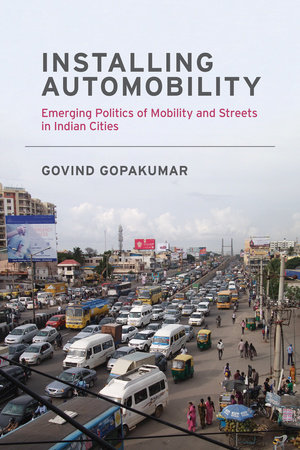 INSTALLING
AUTOMOBILITY
Emerging Politics of Mobility and Streets
in Indian Cities
GOVIND GOPAKUMAR